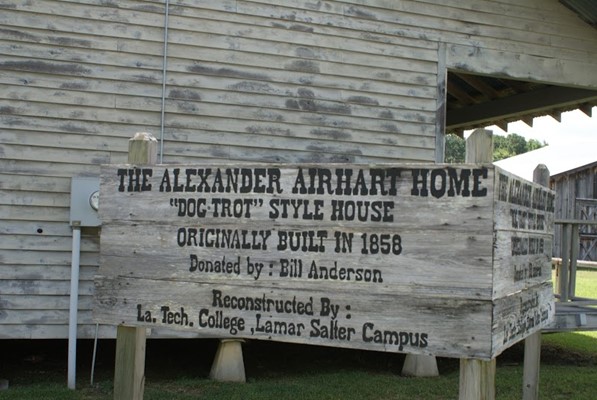 THE ALEXANDER AIRHART HOME
"DOG-TROT" STYLE HOUSE
ORIGINALLY BUILT IN 1858
Donated by : Bill Anderson
Reconstructed By :
La. Tech. College , Lamar Salter Campus